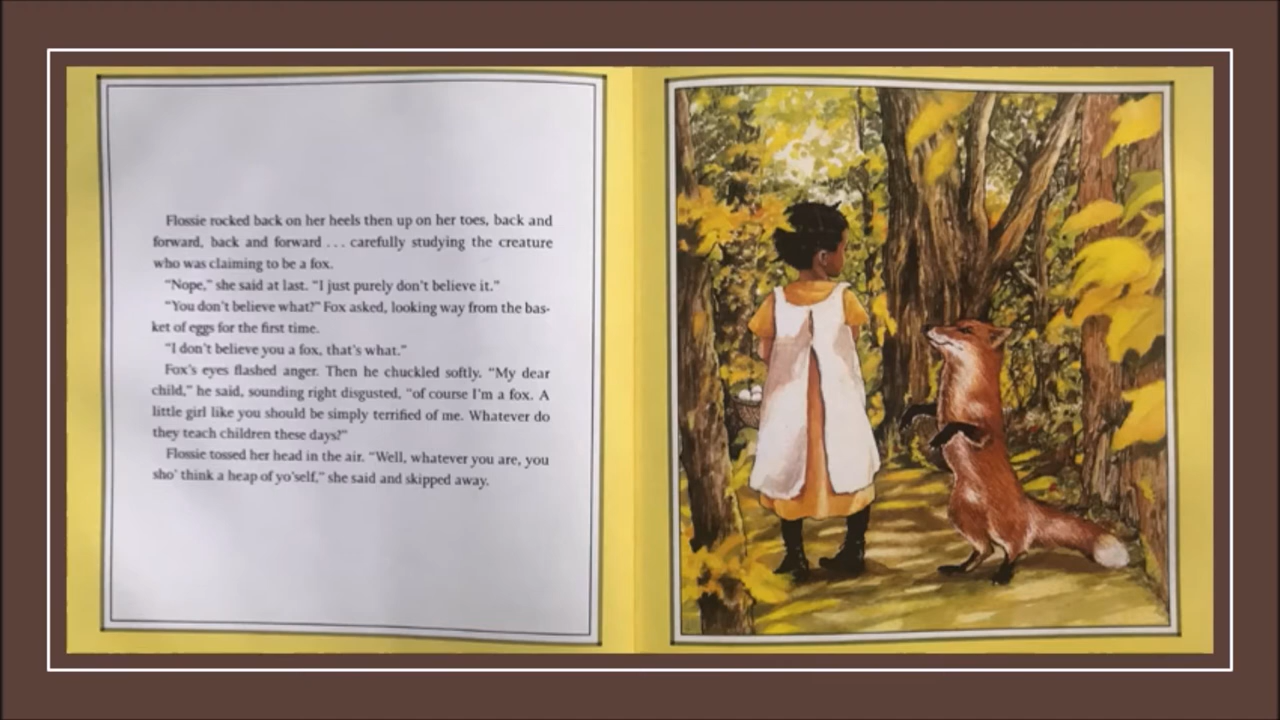 Flossie rocked back on her heels then up on her toes, back and
forward, back and forward . . . carefully studying the creature
who was claiming to be a fox.
“Nope,” she said at last. “I just purely don’t believe it.”
“You don’t believe what?” Fox asked, looking way from the bas-
ket of eggs for the first time.
“I don’t believe you a fox, that’s what.”
Fox’s eyes flashed anger. Then he chuckled softly. “My dear
child,” he said, sounding right disgusted, “of course I’m a fox. A
little girl like you should be simply terrified of me. Whatever do
they teach children these days?”
Flossie tossed her head in the air. “Well, whatever you are, you
sho’ think a heap of yo’self,” she said and skipped away.